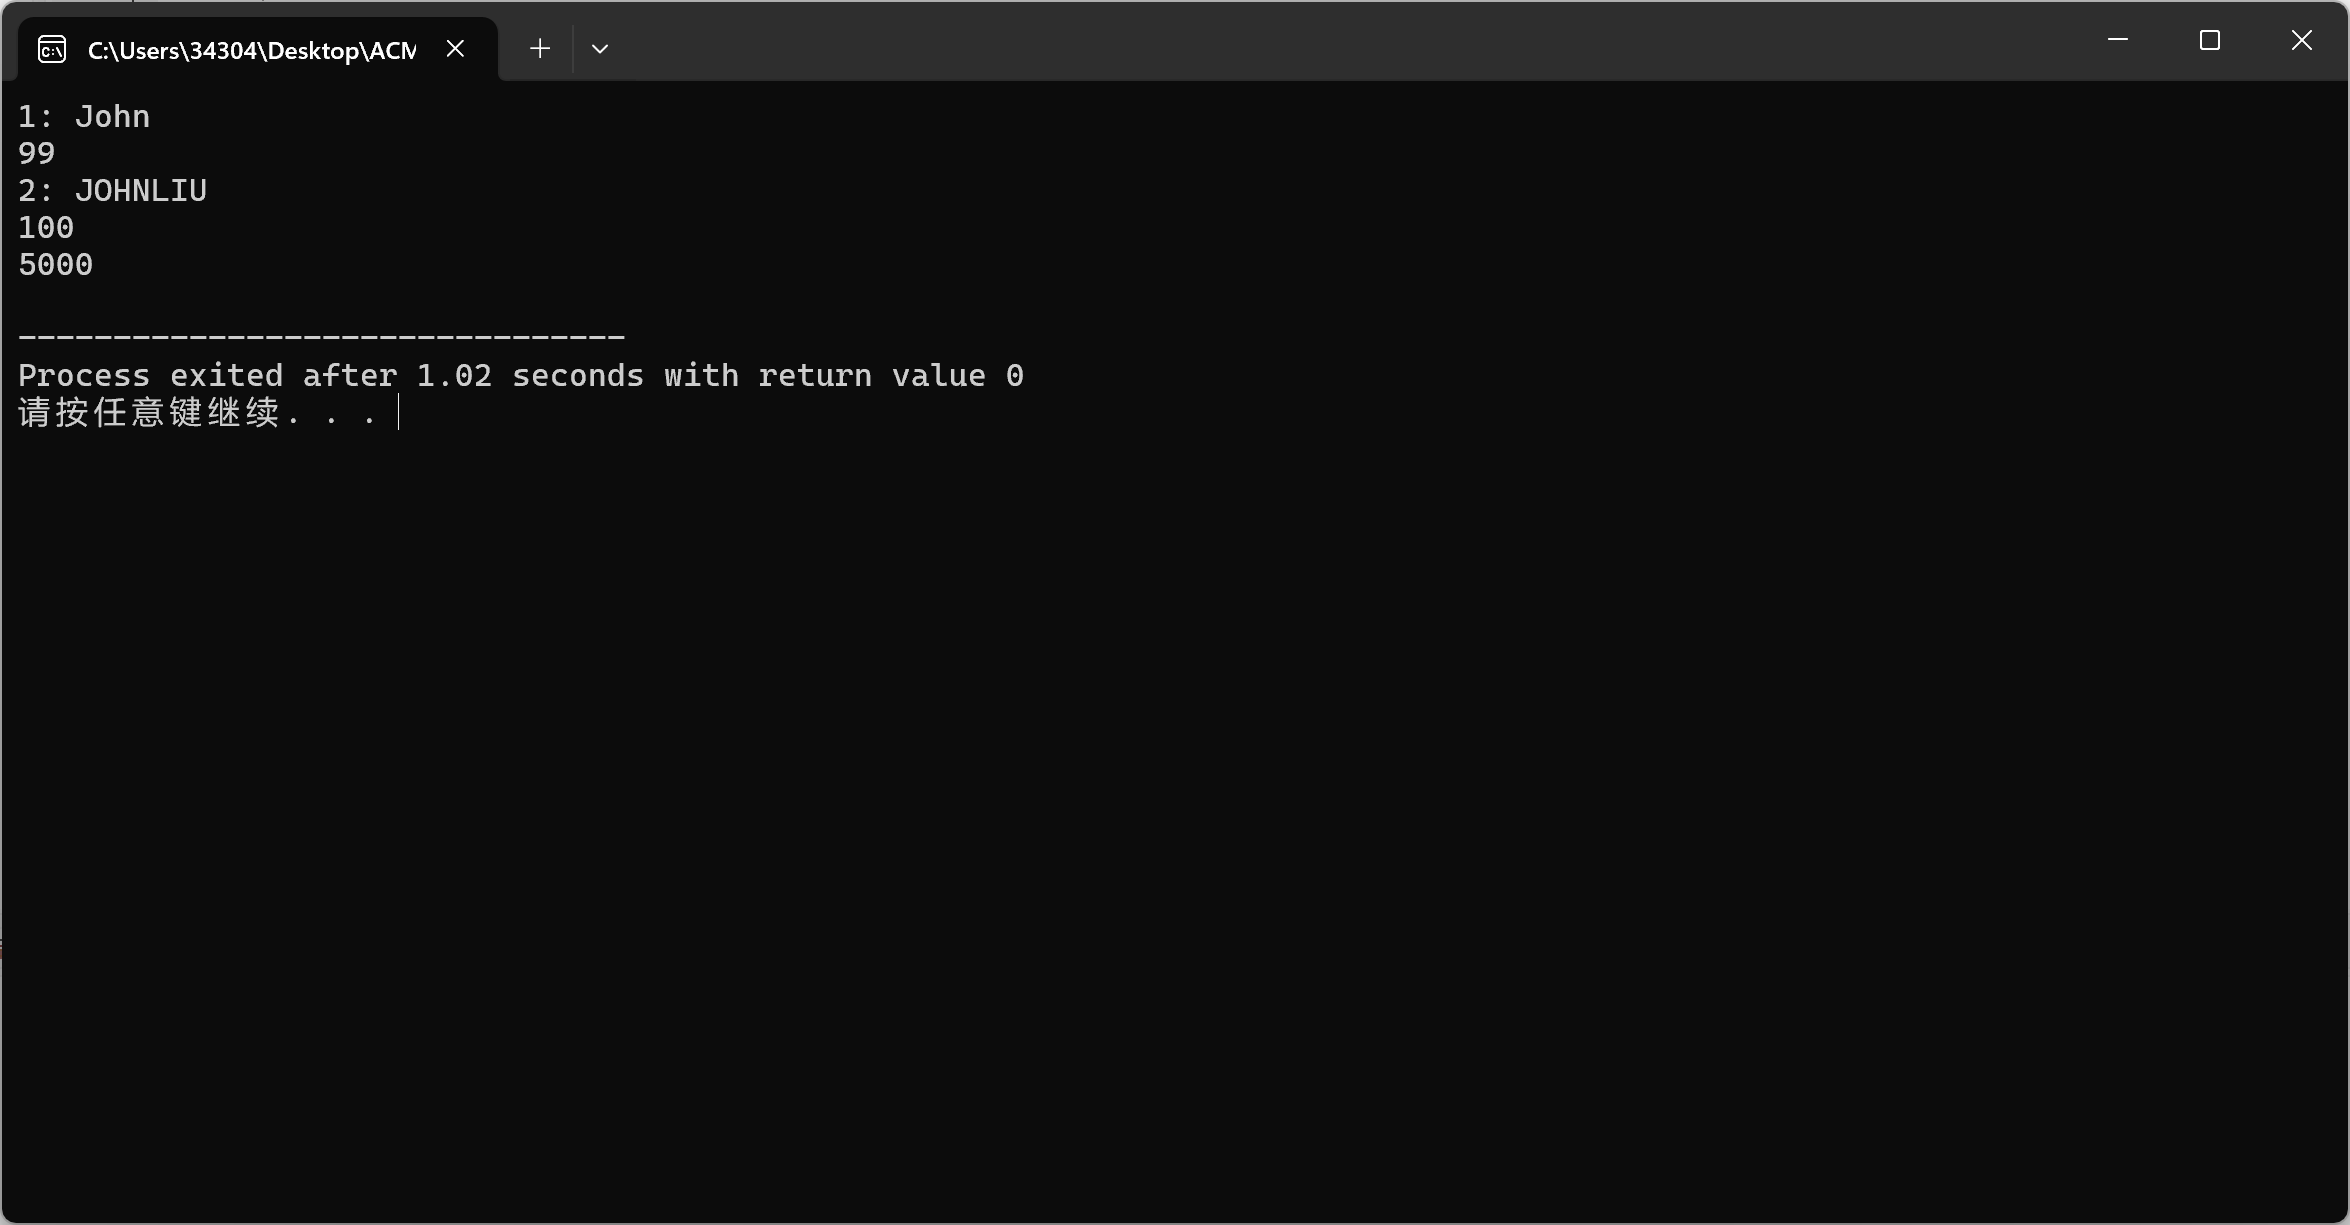 C:\Users\34304\Desktop\ACM
1: John
99
2: JOHNLIU
100
5000
--------------------------------
Process exited after 1.02 seconds with return value 0
请按任意键继续. . .